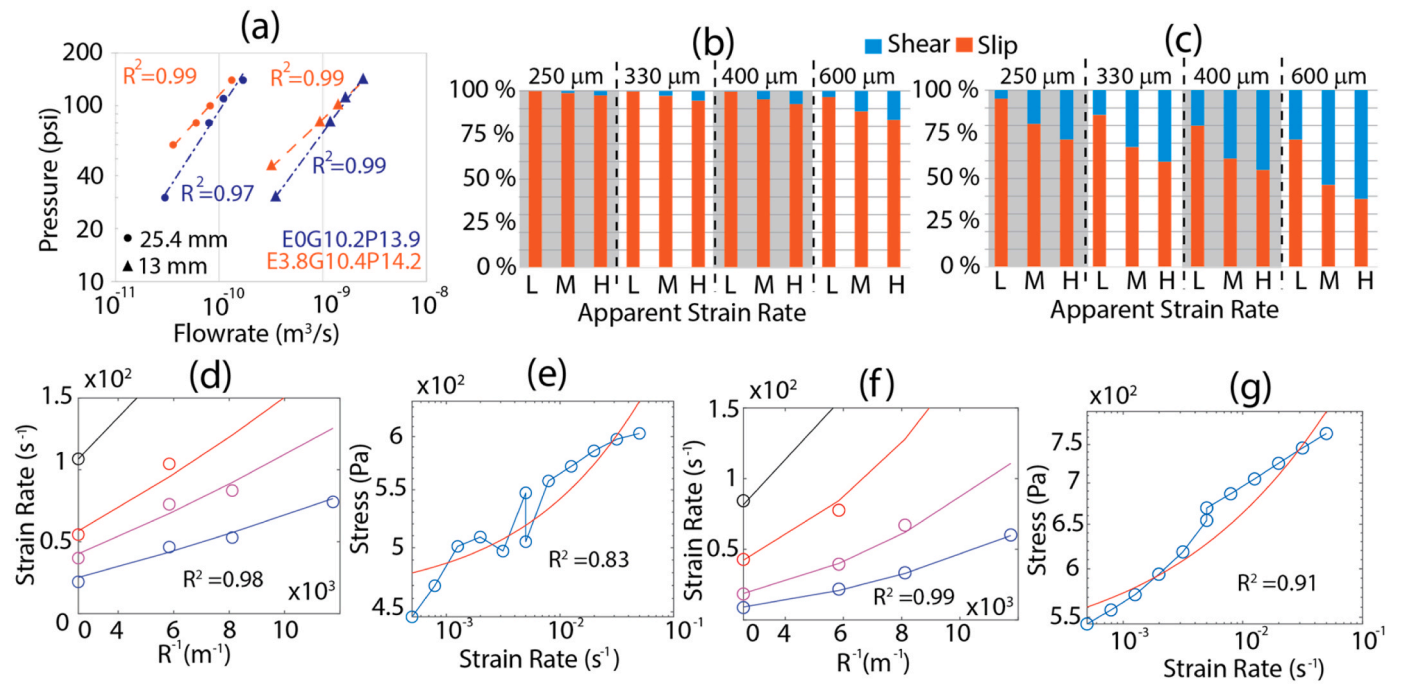 (a)
200
100
40
20
10
Pressure (psi)
R²=0.99
R²=0.99
R²=0.99
R²=0.97
25.4 mm
13 mm
E0G10.2P13.9
E3.8G10.4P14.2
10⁻¹¹ 10⁻¹⁰ 10⁻⁹ 10⁻⁸
Flowrate (m³/s)
(b)
Shear Slip
250 µm 330 µm 400 µm 600 µm
100 %
75 %
50 %
25 %
0 %
L M H L M H L M H L M H
Apparent Strain Rate
(c)
250 µm 330 µm 400 µm 600 µm
100 %
75 %
50 %
25 %
0 %
L M H L M H L M H L M H
Apparent Strain Rate
(d)
x10²
1.5
1
0.5
0
Strain Rate (s⁻¹)
R² =0.98
x10³
0 4 6 8 10
R⁻¹(m⁻¹)
(e)
x10²
6
5.5
5
4.5
Stress (Pa)
R² =0.83
10⁻³ 10⁻² 10⁻¹
Strain Rate (s⁻¹)
(f)
x10²
1.5
1
0.5
Strain Rate (s⁻¹)
R² =0.99
x10³
0 4 6 8 10
R⁻¹(m⁻¹)
(g)
x10²
7.5
7
6.5
6
5.5
Stress (Pa)
R² =0.91
10⁻³ 10⁻² 10⁻¹
Strain Rate (s⁻¹)